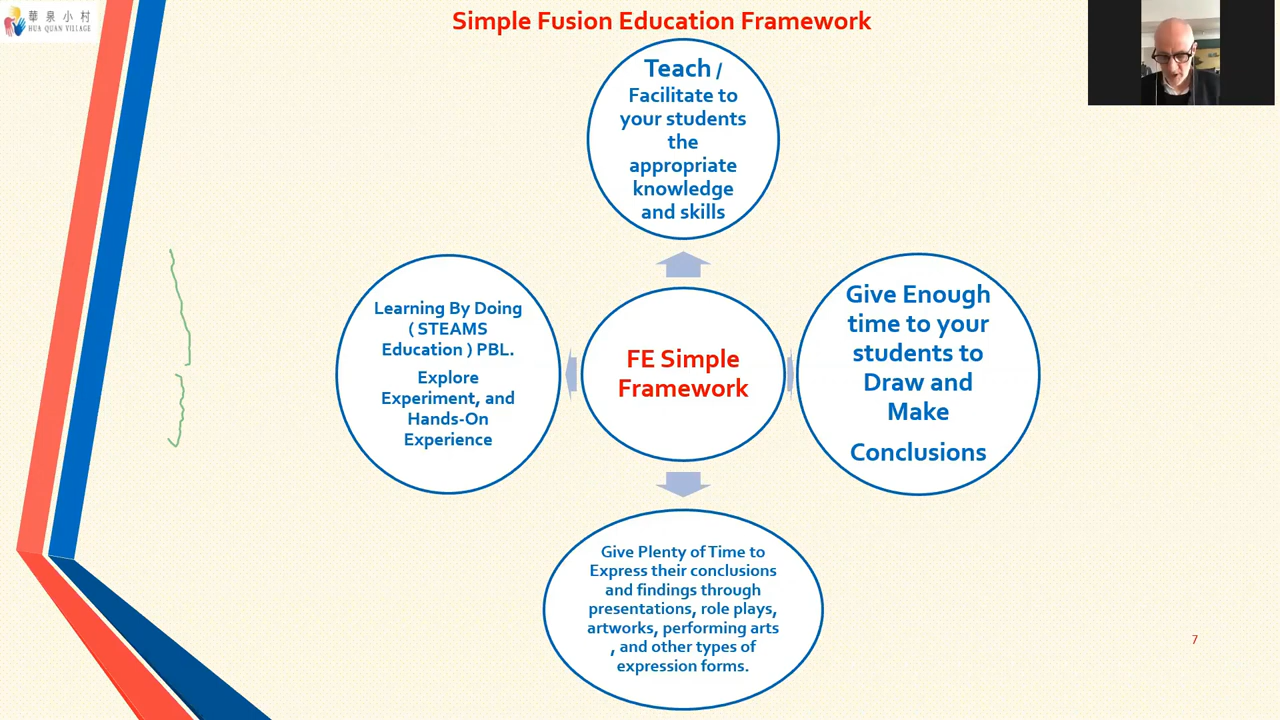 華泉小村
HUA QUAN VILLAGE
Simple Fusion Education Framework
Teach /
Facilitate to
your students
the
appropriate
knowledge
and skills
Learning By Doing
( STEAMS
Education ) PBL.
Explore
Experiment, and
Hands-On
Experience
FE Simple
Framework
Give Enough
time to your
students to
Draw and
Make
Conclusions
Give Plenty of Time to
Express their conclusions
and findings through
presentations, role plays,
artworks, performing arts
, and other types of
expression forms.
7